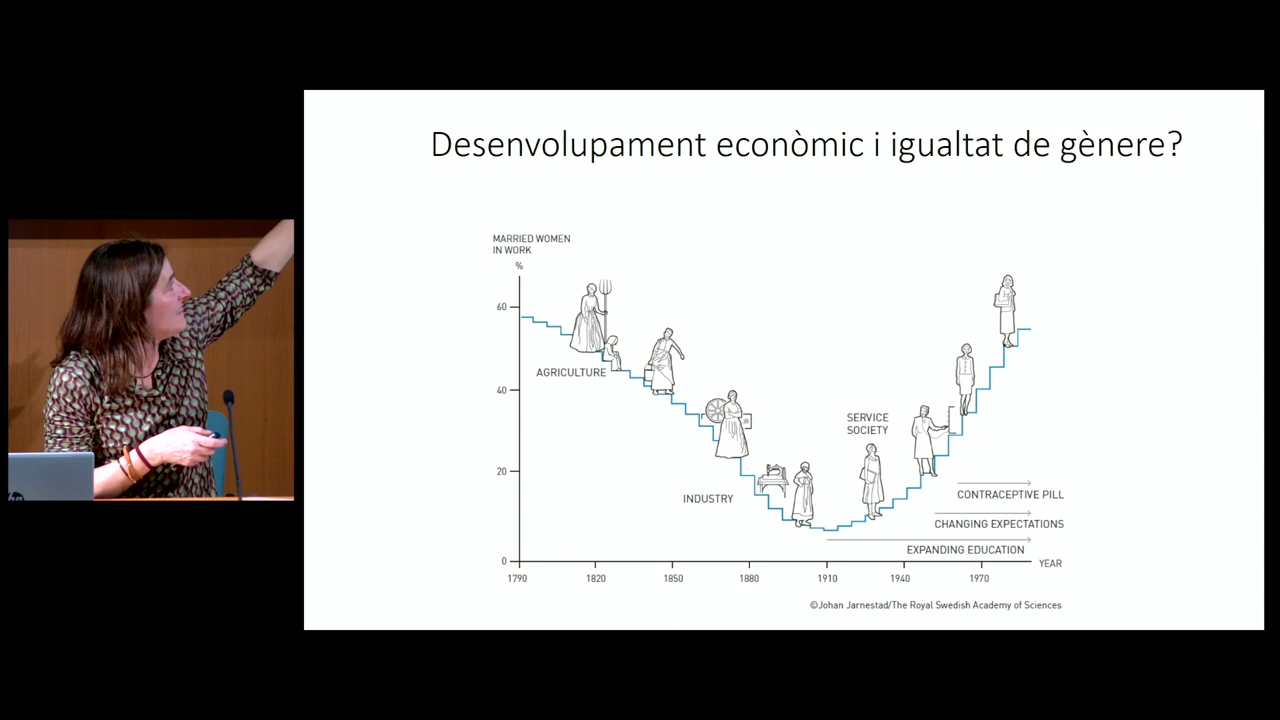 Desenvolupament econòmic i igualtat de gènere?
MARRIED WOMEN
IN WORK
%
60
40
20
0
AGRICULTURE
INDUSTRY
SERVICE
SOCIETY
CONTRACEPTIVE PILL
CHANGING EXPECTATIONS
EXPANDING EDUCATION
YEAR
1790
1820
1850
1880
1910
1940
1970
©Johan Jarnestad/The Royal Swedish Academy of Sciences